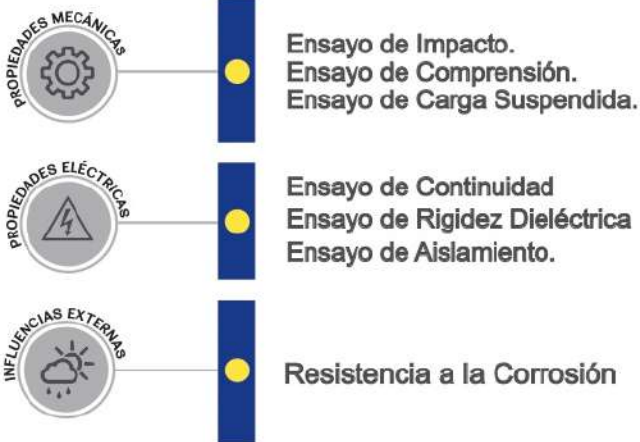 PROPIEDADES MECÁNICAS
Ensayo de Impacto.
Ensayo de Comprensión.
Ensayo de Carga Suspendida.
PROPIEDADES ELÉCTRICAS
Ensayo de Continuidad
Ensayo de Rigidez Dieléctrica
Ensayo de Aislamiento.
INFLUENCIAS EXTERNAS
Resistencia a la Corrosión